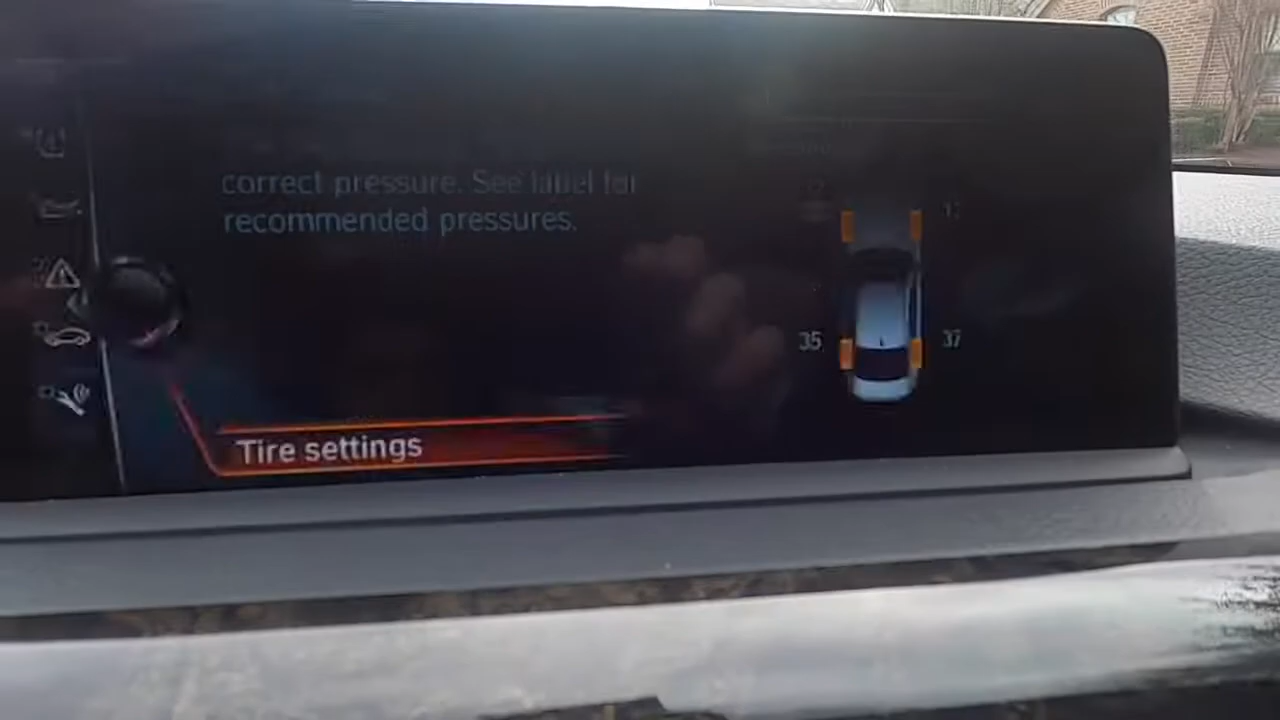 correct pressure. See label for
recommended pressures.
35 37
Tire settings